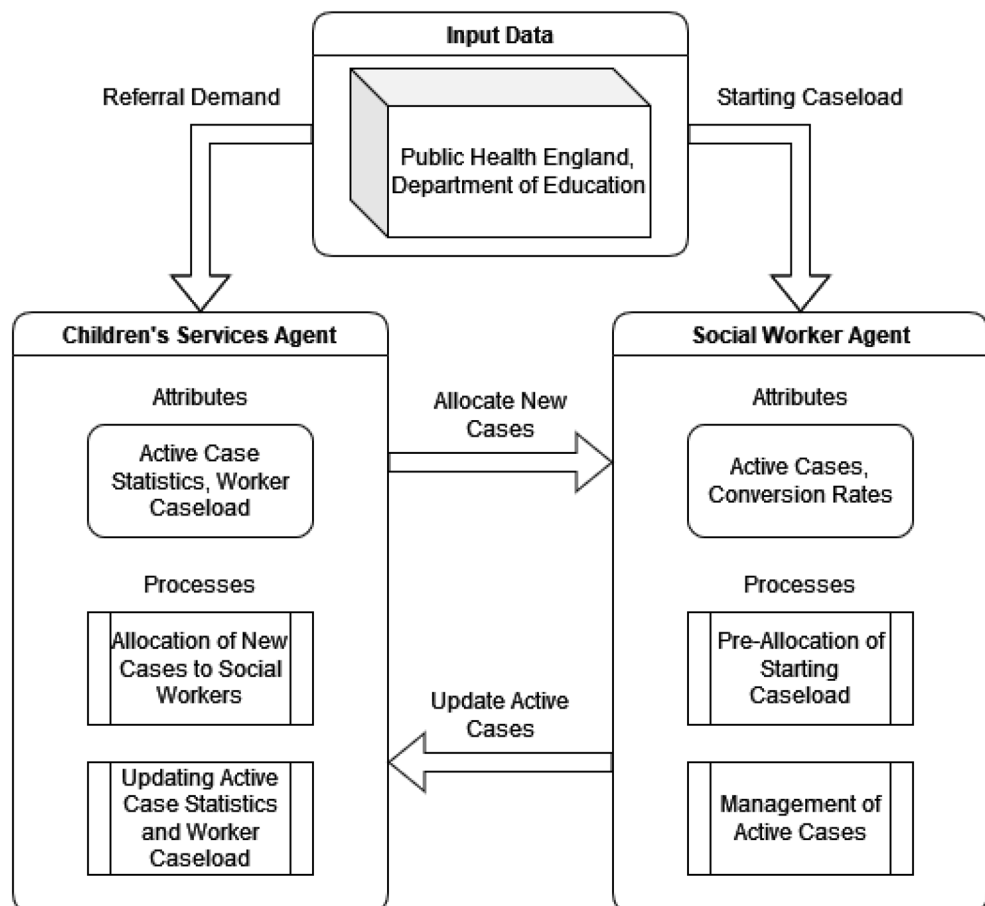 Input Data
Referral Demand
Starting Caseload
Public Health England,
Department of Education
Children's Services Agent
Attributes
Active Case
Statistics, Worker
Caseload
Processes
Allocation of New
Cases to Social
Workers
Updating Active
Case Statistics
and Worker
Caseload
Allocate New
Cases
Update Active
Cases
Social Worker Agent
Attributes
Active Cases,
Conversion Rates
Processes
Pre-Allocation of
Starting
Caseload
Management of
Active Cases